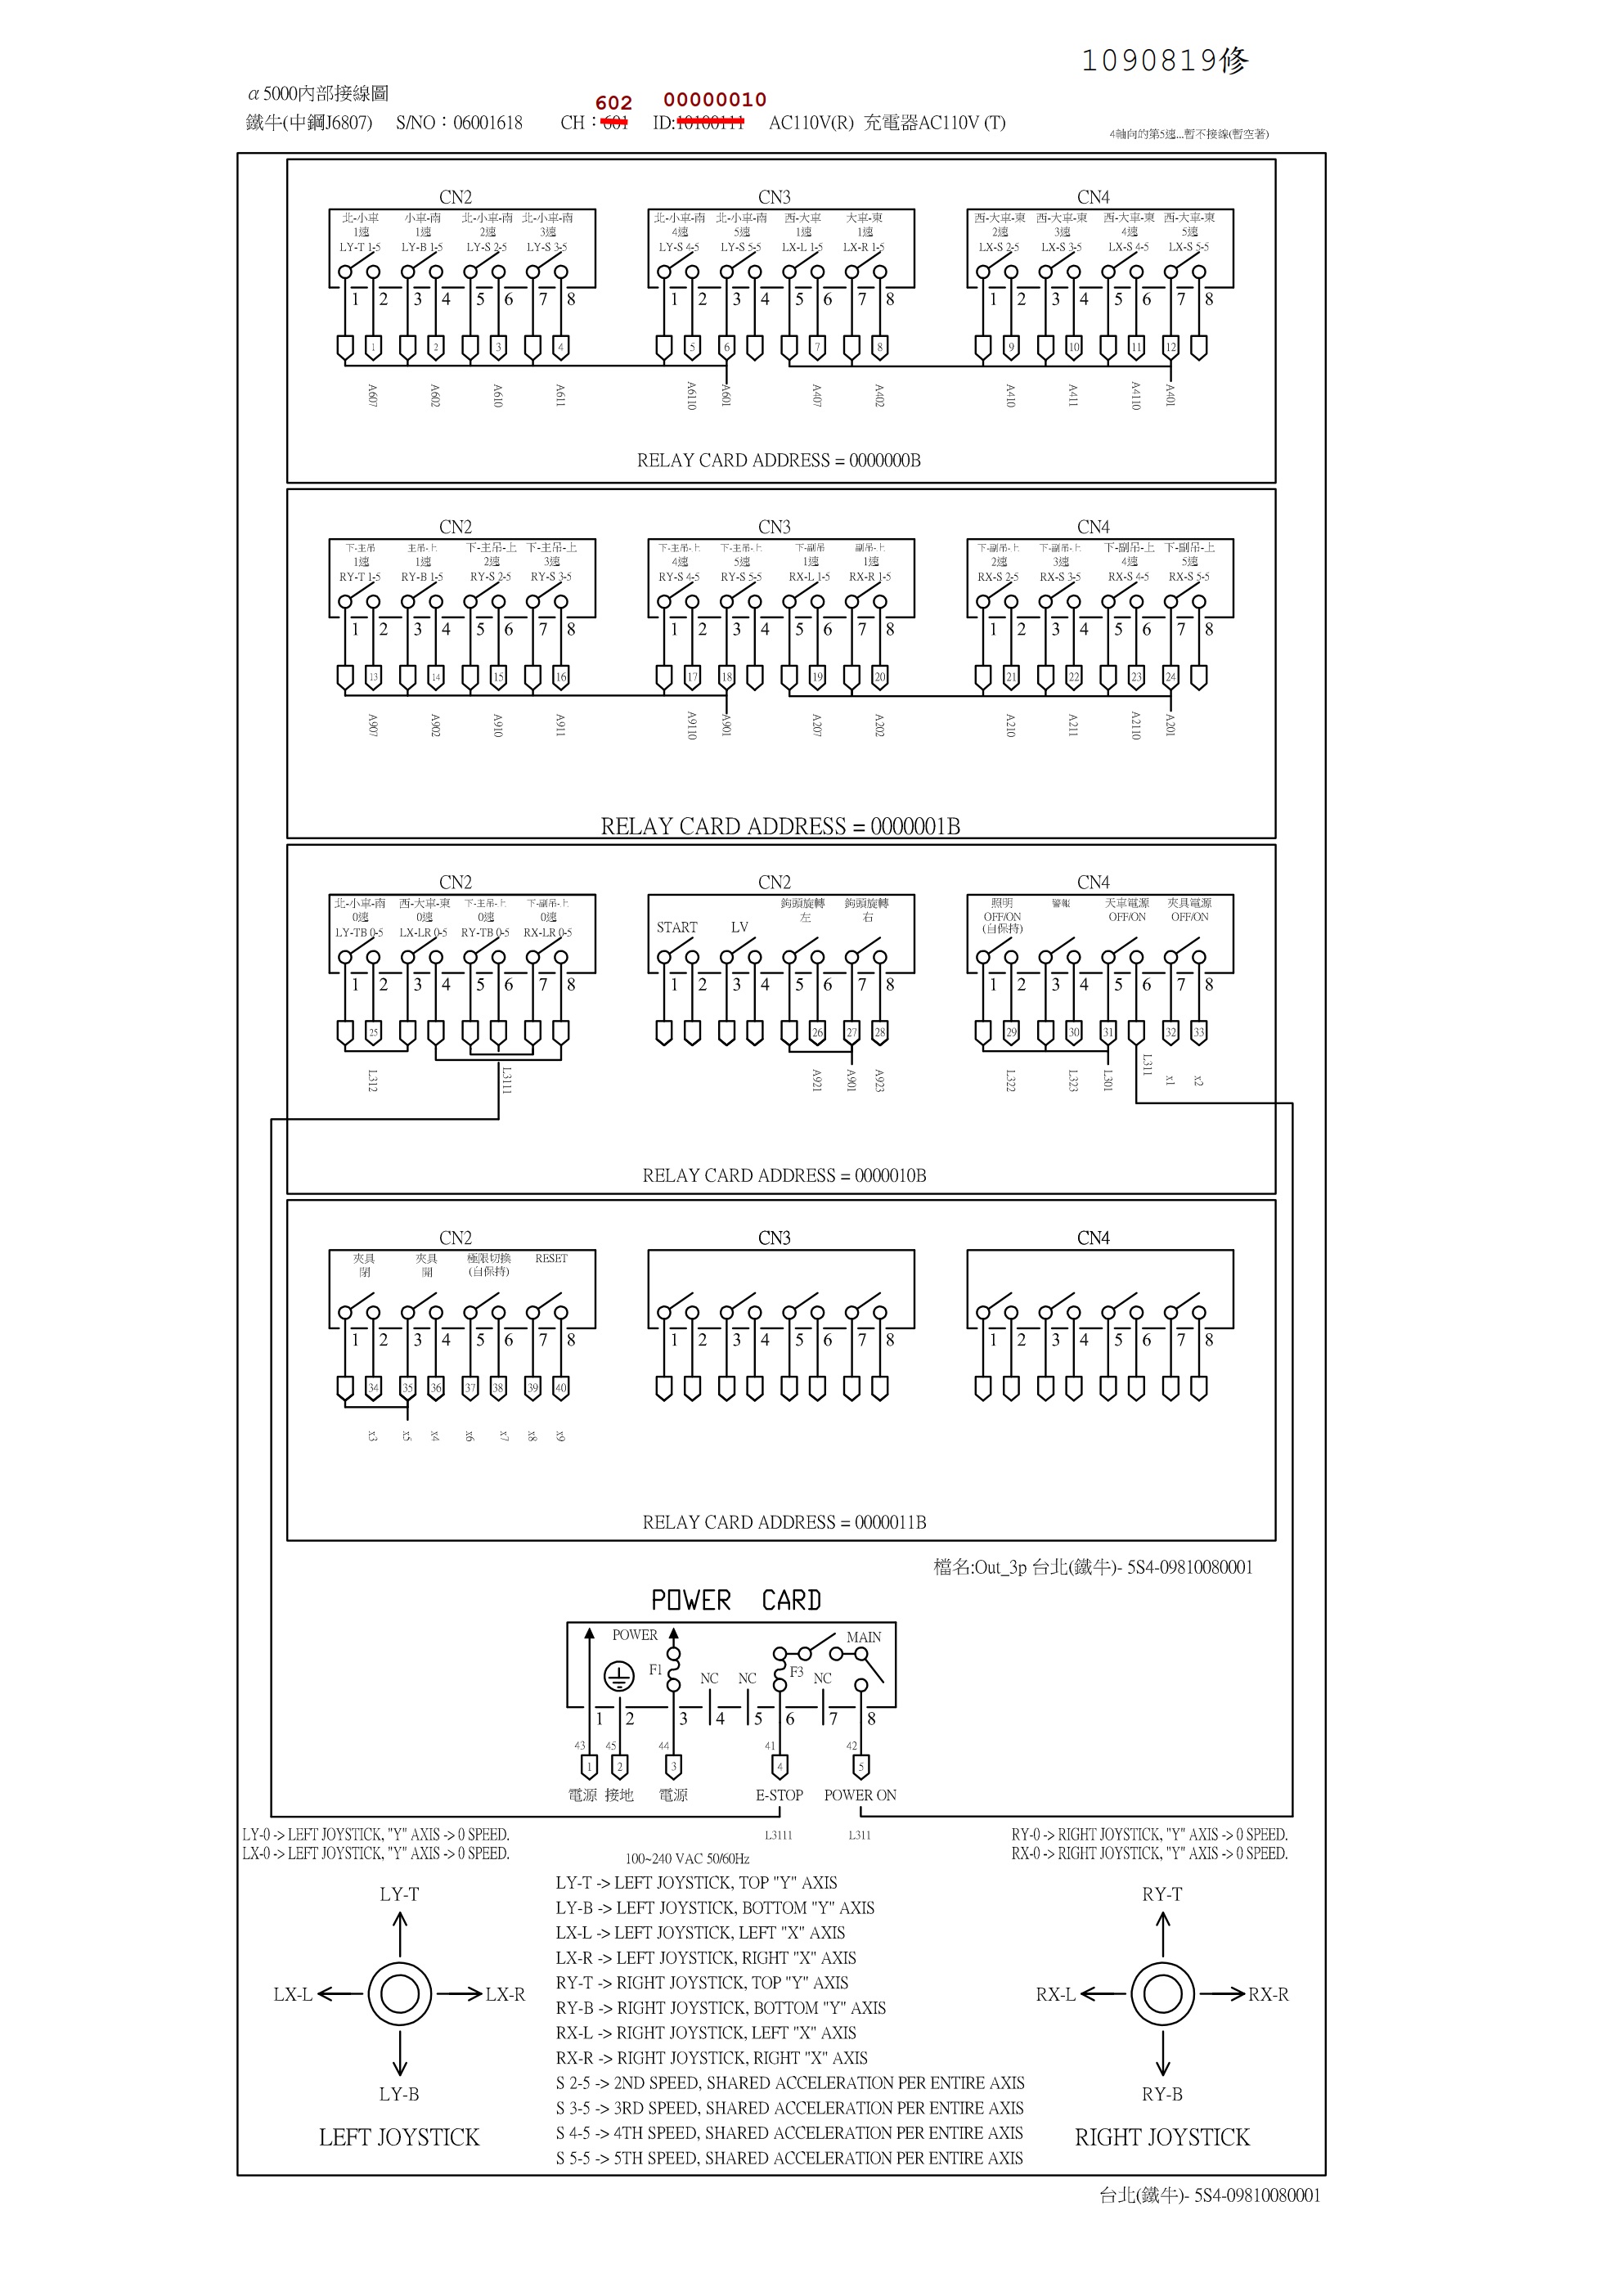 1090819修
α5000內部接線圖
602 00000010
鐵牛(中鋼J6807) S/NO：06001618 CH：601 ID:10100111 AC110V(R) 充電器AC110V (T)
4軸向的第5速...暫不接線(暫空著)
CN2 CN3 CN4
北-小車 小車-南 北-小車-南 北-小車-南 北-小車-南 北-小車-南 西-大車 大車-東 西-大車-東 西-大車-東 西-大車-東 西-大車-東
1速 1速 2速 3速 4速 5速 1速 1速 2速 3速 4速 5速
LY-T 1-5 LY-B 1-5 LY-S 2-5 LY-S 3-5 LY-S 4-5 LY-S 5-5 LX-L 1-5 LX-R 1-5 LX-S 2-5 LX-S 3-5 LX-S 4-5 LX-S 5-5
1 2 3 4 5 6 7 8 1 2 3 4 5 6 7 8 1 2 3 4 5 6 7 8
1 2 3 4 5 6 7 8 9 10 11 12
A607 A602 A610 A611 A6110 A601 A407 A402 A410 A411 A4110 A401
RELAY CARD ADDRESS = 0000000B
CN2 CN3 CN4
下-主吊 主吊-上 下-主吊-上 下-主吊-上 下-主吊-上 下-主吊-上 下-副吊 副吊-上 下-副吊-上 下-副吊-上 下-副吊-上 下-副吊-上
1速 1速 2速 3速 4速 5速 1速 1速 2速 3速 4速 5速
RY-T 1-5 RY-B 1-5 RY-S 2-5 RY-S 3-5 RY-S 4-5 RY-S 5-5 RX-L 1-5 RX-R 1-5 RX-S 2-5 RX-S 3-5 RX-S 4-5 RX-S 5-5
1 2 3 4 5 6 7 8 1 2 3 4 5 6 7 8 1 2 3 4 5 6 7 8
13 14 15 16 17 18 19 20 21 22 23 24
A907 A902 A910 A911 A9110 A901 A207 A202 A210 A211 A2110 A201
RELAY CARD ADDRESS = 0000001B
CN2 CN2 CN4
北-小車-南 西-大車-東 下-主吊-上 下-副吊-上 鉤頭旋轉 鉤頭旋轉 照明 警報 天車電源 夾具電源
0速 0速 0速 0速 START LV 左 右 OFF/ON OFF/ON OFF/ON
LY-TB 0-5 LX-LR 0-5 RY-TB 0-5 RX-LR 0-5 (自保持)
1 2 3 4 5 6 7 8 1 2 3 4 5 6 7 8 1 2 3 4 5 6 7 8
25 26 27 28 29 30 31 32 33
L312 L3111 A921 A901 A923 L322 L323 L301 L311 x1 x2
RELAY CARD ADDRESS = 0000010B
CN2 CN3 CN4
夾具 夾具 極限切換 RESET
閉 開 (自保持)
1 2 3 4 5 6 7 8 1 2 3 4 5 6 7 8 1 2 3 4 5 6 7 8
34 35 36 37 38 39 40
x3 x5 x4 x6 x7 x8 x9
RELAY CARD ADDRESS = 0000011B
檔名:Out_3p 台北(鐵牛)- 5S4-09810080001
POWER CARD
POWER MAIN
F1 NC NC F3 NC
1 2 3 4 5 6 7 8
43 45 44 41 42
1 2 3 4 5
電源 接地 電源 E-STOP POWER ON
L3111 L311
LY-0 -> LEFT JOYSTICK, "Y" AXIS -> 0 SPEED.
LX-0 -> LEFT JOYSTICK, "Y" AXIS -> 0 SPEED.
RY-0 -> RIGHT JOYSTICK, "Y" AXIS -> 0 SPEED.
RX-0 -> RIGHT JOYSTICK, "Y" AXIS -> 0 SPEED.
100~240 VAC 50/60Hz
LY-T -> LEFT JOYSTICK, TOP "Y" AXIS
LY-B -> LEFT JOYSTICK, BOTTOM "Y" AXIS
LX-L -> LEFT JOYSTICK, LEFT "X" AXIS
LX-R -> LEFT JOYSTICK, RIGHT "X" AXIS
RY-T -> RIGHT JOYSTICK, TOP "Y" AXIS
RY-B -> RIGHT JOYSTICK, BOTTOM "Y" AXIS
RX-L -> RIGHT JOYSTICK, LEFT "X" AXIS
RX-R -> RIGHT JOYSTICK, RIGHT "X" AXIS
S 2-5 -> 2ND SPEED, SHARED ACCELERATION PER ENTIRE AXIS
S 3-5 -> 3RD SPEED, SHARED ACCELERATION PER ENTIRE AXIS
S 4-5 -> 4TH SPEED, SHARED ACCELERATION PER ENTIRE AXIS
S 5-5 -> 5TH SPEED, SHARED ACCELERATION PER ENTIRE AXIS
LY-T
LX-L LX-R
LY-B
LEFT JOYSTICK
RY-T
RX-L RX-R
RY-B
RIGHT JOYSTICK
台北(鐵牛)- 5S4-09810080001